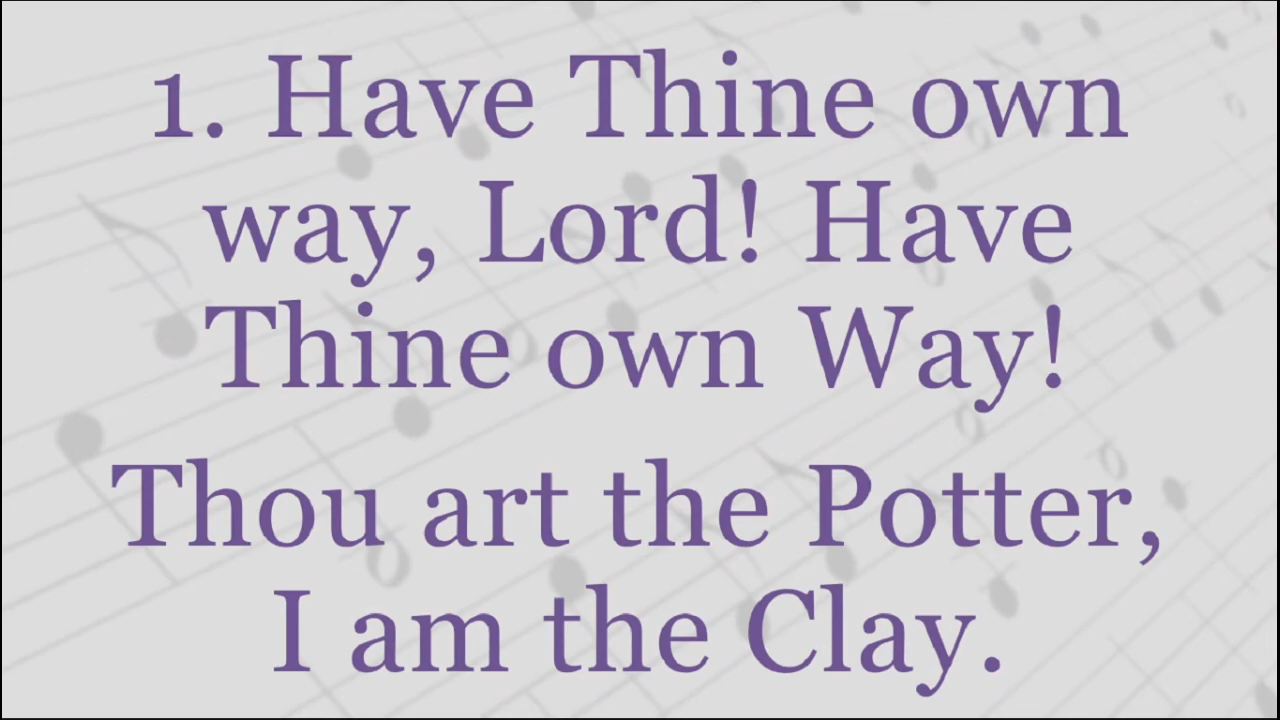 1. Have Thine own
way, Lord! Have
Thine own Way!
Thou art the Potter,
I am the Clay.